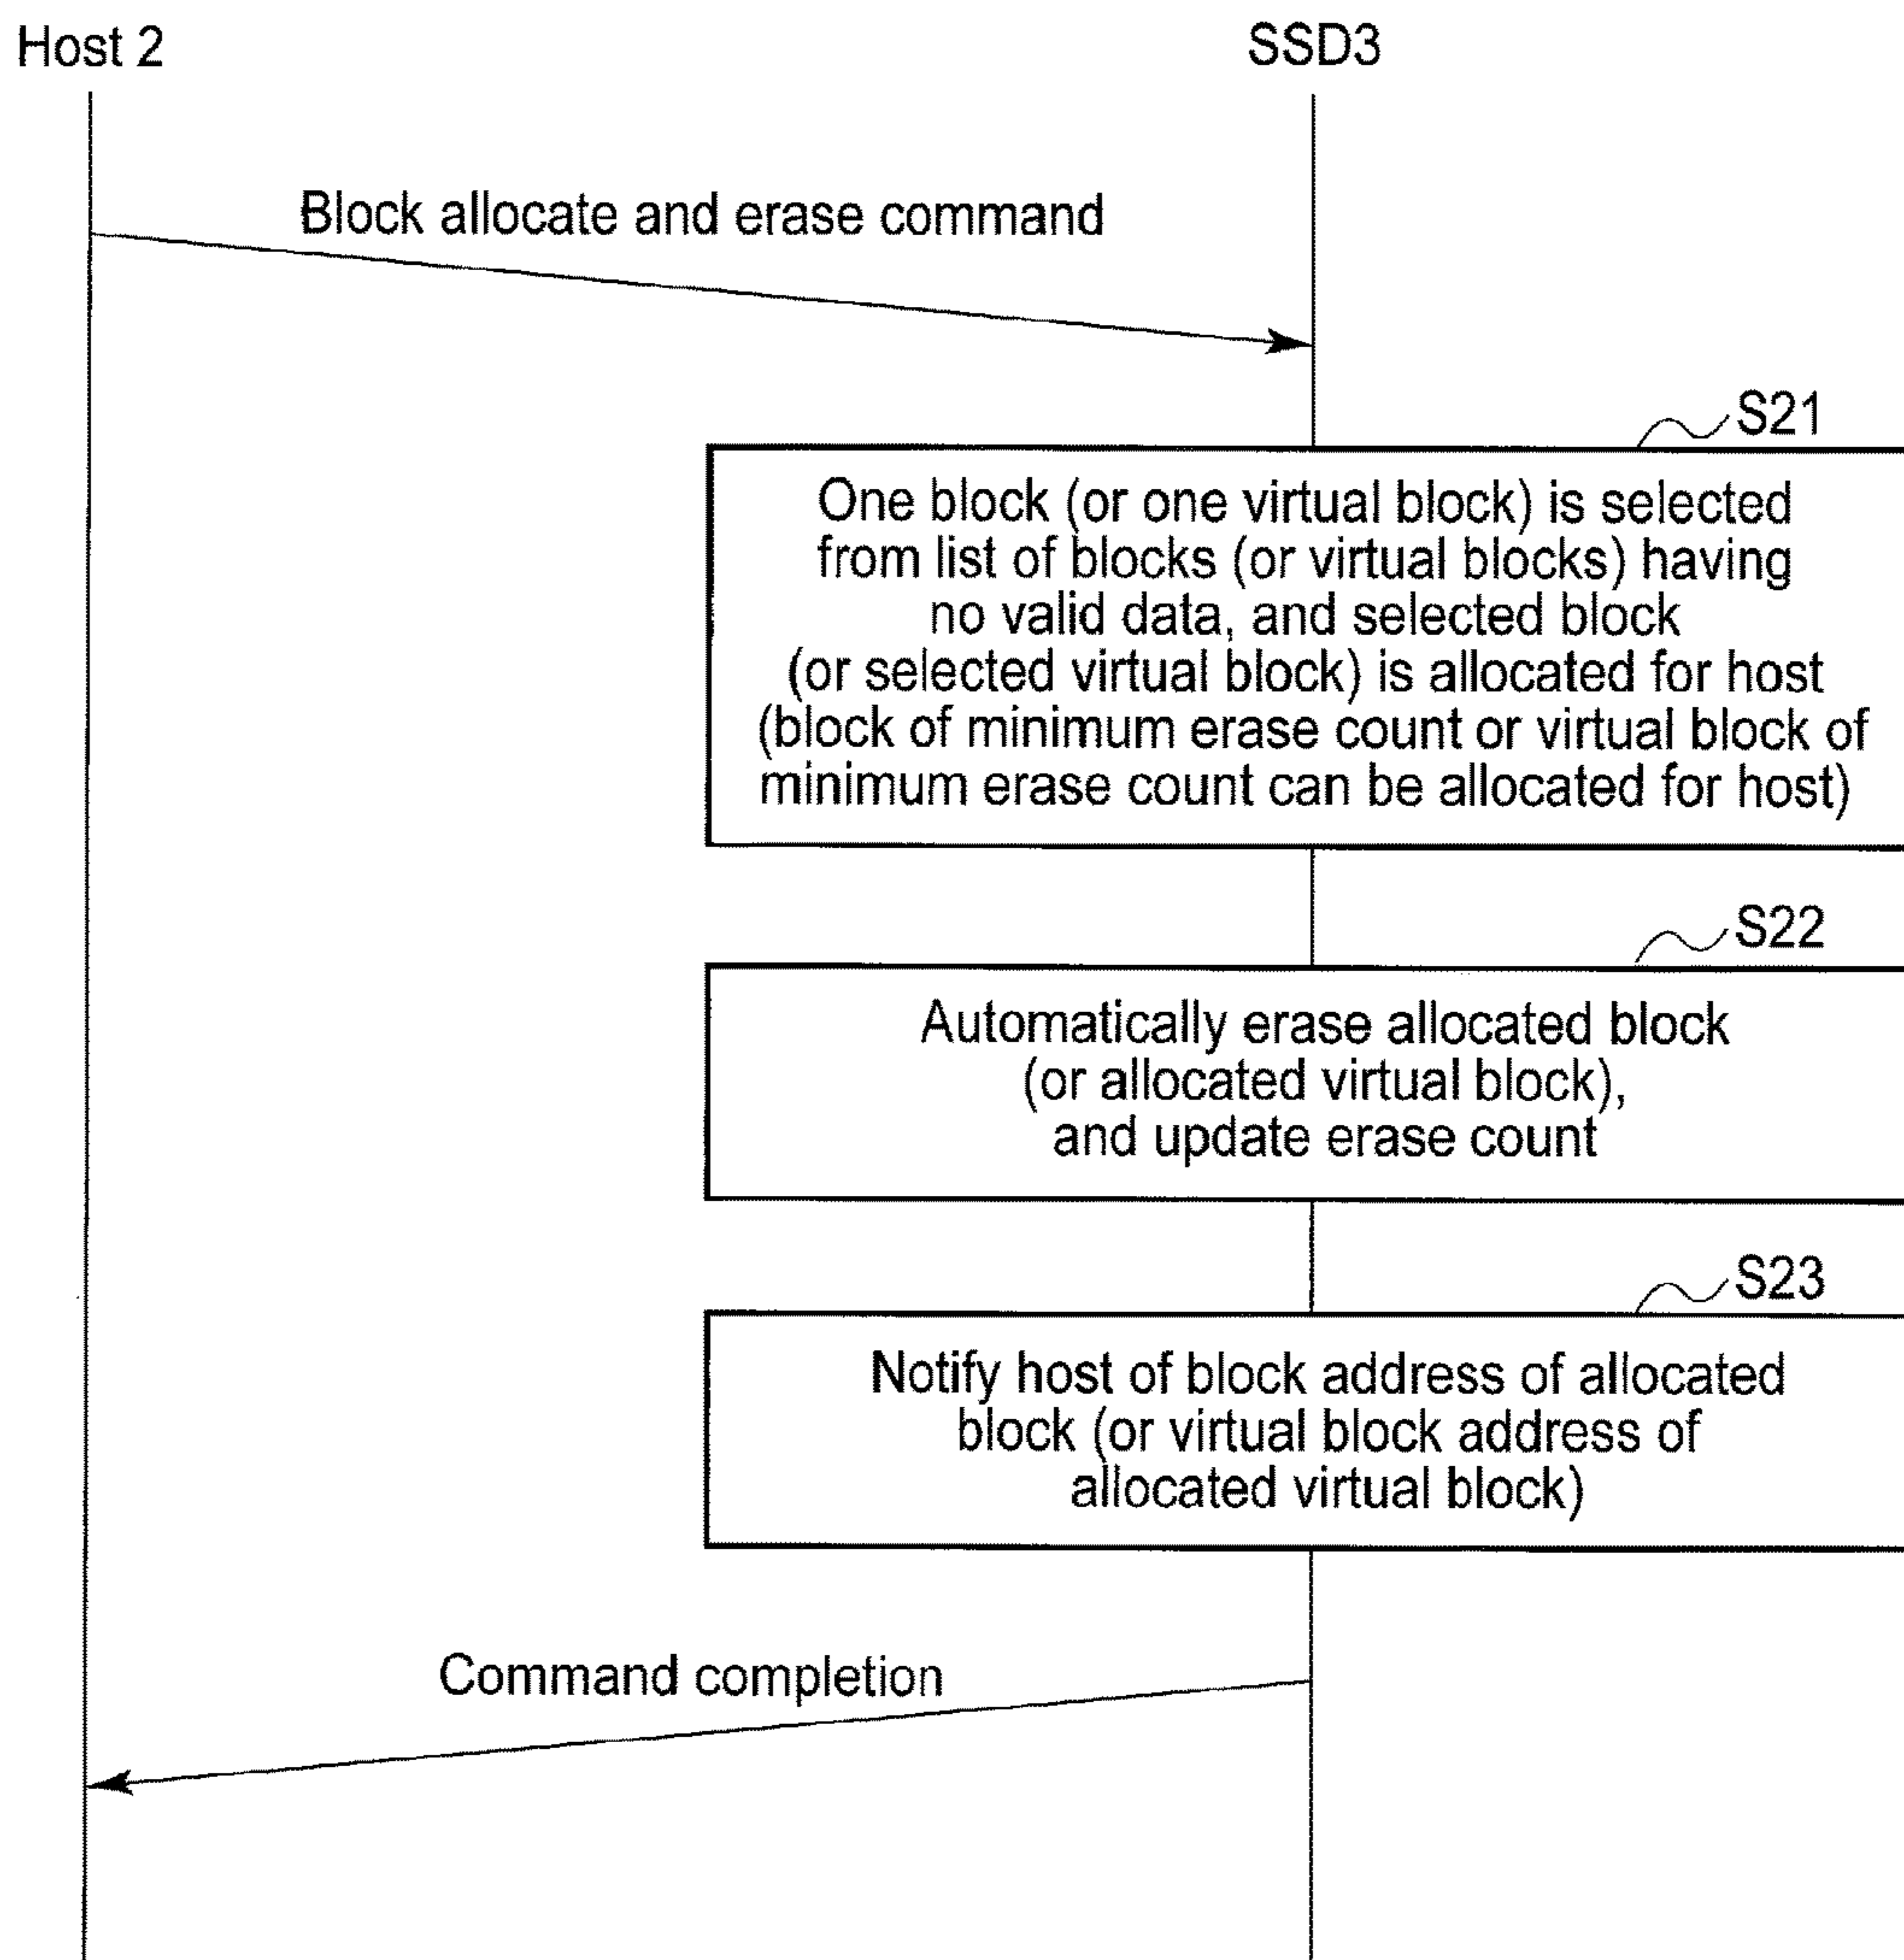 Host 2
SSD3
Block allocate and erase command
S21
One block (or one virtual block) is selected
from list of blocks (or virtual blocks) having
no valid data, and selected block
(or selected virtual block) is allocated for host
(block of minimum erase count or virtual block of
minimum erase count can be allocated for host)
S22
Automatically erase allocated block
(or allocated virtual block),
and update erase count
S23
Notify host of block address of allocated
block (or virtual block address of
allocated virtual block)
Command completion